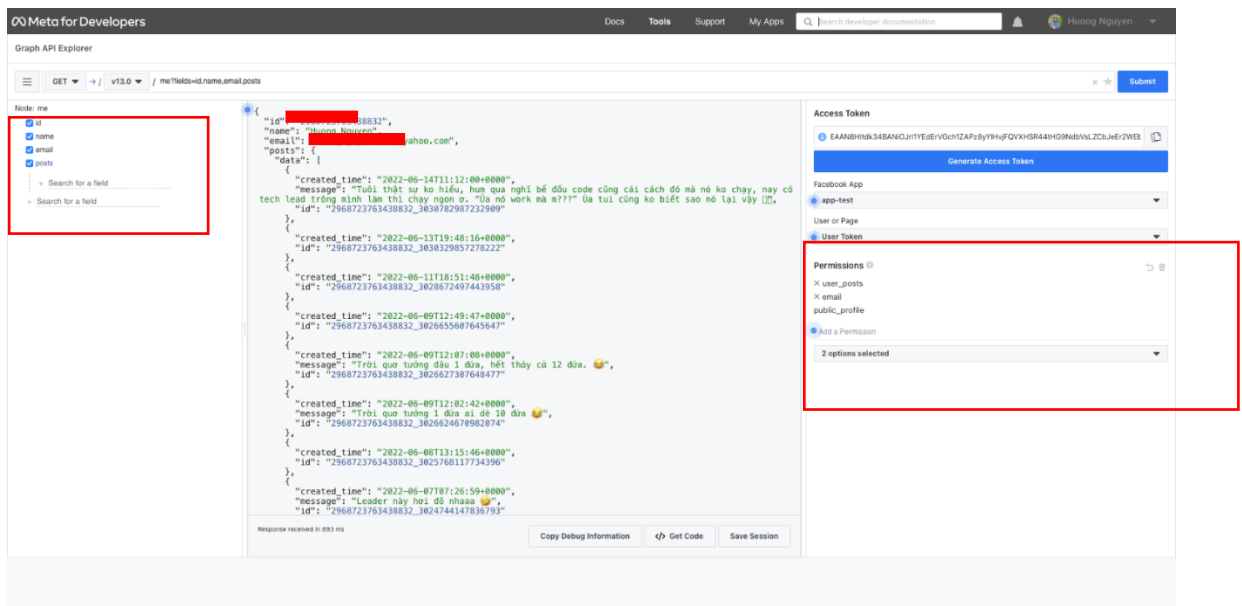 Meta for Developers
Docs
Tools
Support
My Apps
Search developer documentation
Huong Nguyen
Graph API Explorer
GET
→/
v13.0
/ me?fields=id,name,email,posts
Submit
Node: me
id
name
email
posts
+ Search for a field
+ Search for a field
{
"id": 38832",
"name": "Huong Nguyen",
"email": yahoo.com",
"posts": {
"data": [
{
"created_time": "2022-06-14T11:12:00+0000",
"message": "Tuôi thật sự ko hiểu, hum qua nghĩ bể đầu code cũng cái cách đó mà nó ko chạy, nay có
tech lead trông mình làm thì chạy ngon ơ. "Ủa nó work mà m???" Ủa tui cũng ko biết sao nó lại vậy
"id": "2968723763438832_3030782987232909"
},
{
"created_time": "2022-06-13T19:48:16+0000",
"id": "2968723763438832_3030329857278222"
},
{
"created_time": "2022-06-11T18:51:48+0000",
"id": "2968723763438832_3028672497443958"
},
{
"created_time": "2022-06-09T12:49:47+0000",
"id": "2968723763438832_3026655607645647"
},
{
"created_time": "2022-06-09T12:07:08+0000",
"message": "Trời quơ tưởng đâu 1 đứa, hết thảy cả 12 đứa. 😂",
"id": "2968723763438832_3026627307648477"
},
{
"created_time": "2022-06-09T12:02:42+0000",
"message": "Trời quơ tưởng 1 đứa ai dè 10 đứa 😂",
"id": "2968723763438832_3026624670982074"
},
{
"created_time": "2022-06-08T13:15:46+0000",
"id": "2968723763438832_3025768117734396"
},
{
"created_time": "2022-06-07T07:26:59+0000",
"message": "Leader này hơi đô nhaaa 🤣",
"id": "2968723763438832_3024744147836793"
Response received in 893 ms
Copy Debug Information
</> Get Code
Save Session
Access Token
Generate Access Token
Facebook App
app-test
User or Page
User Token
Permissions
× user_posts
× email
public_profile
Add a Permission
2 options selected